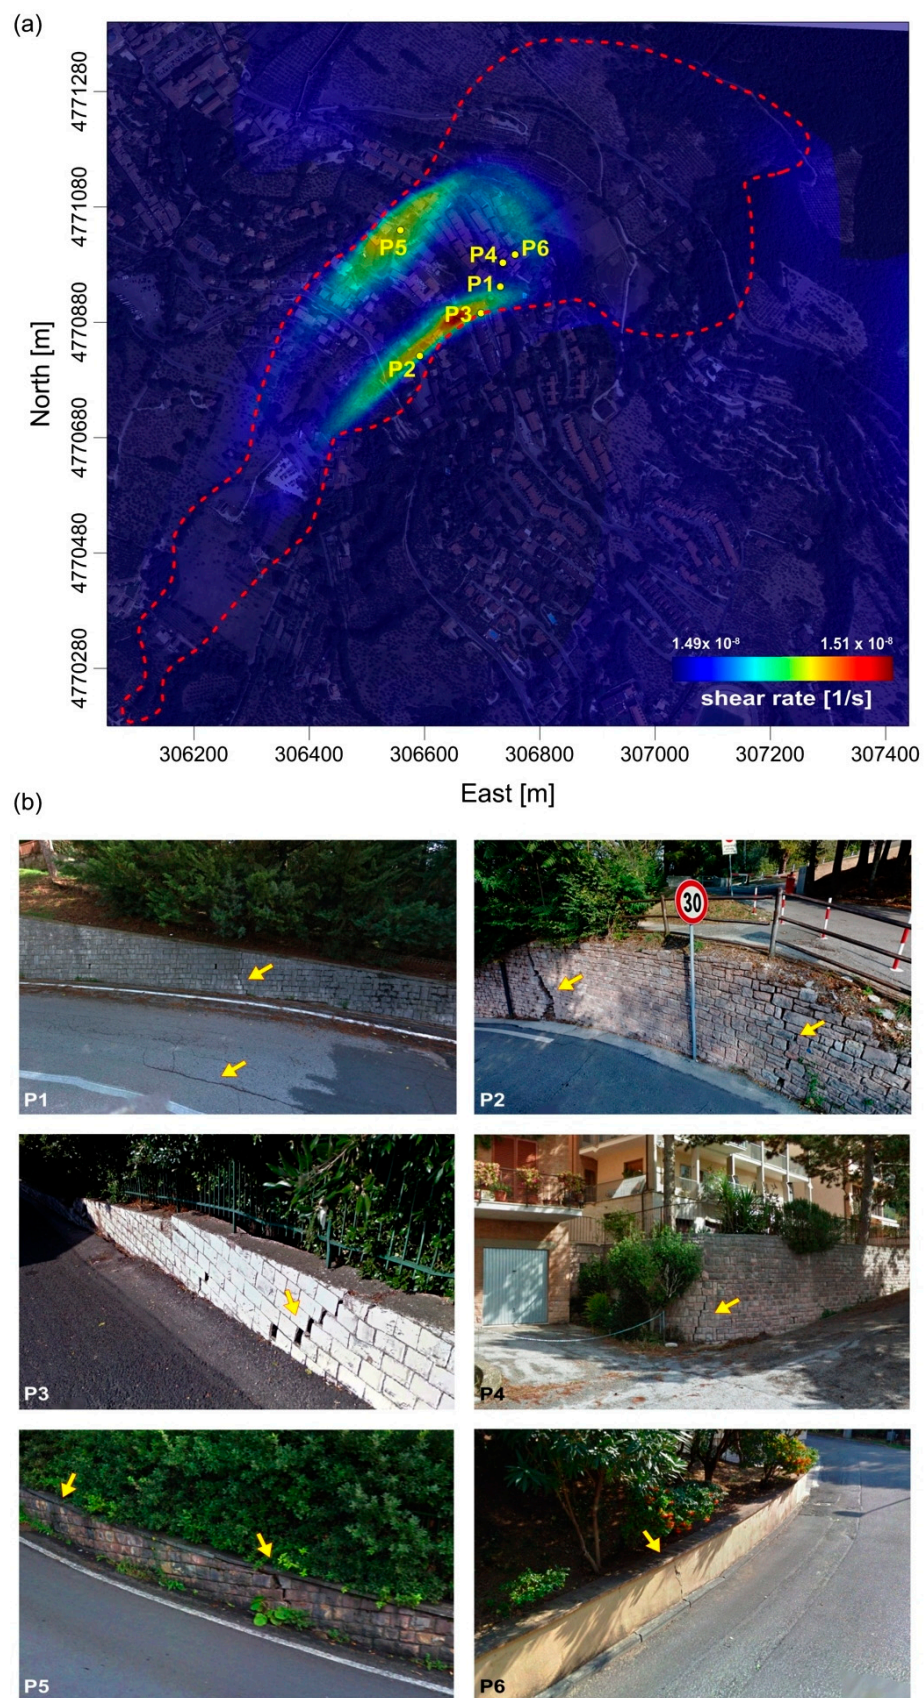 (a)
4771280
4771080
4770880
4770680
4770480
4770280
North [m]
P5
P4
P6
P1
P3
P2
1.49x 10⁻⁸
1.51 x 10⁻⁸
shear rate [1/s]
306200
306400
306600
306800
307000
307200
307400
East [m]
(b)
P1
30
P2
P3
P4
P5
P6